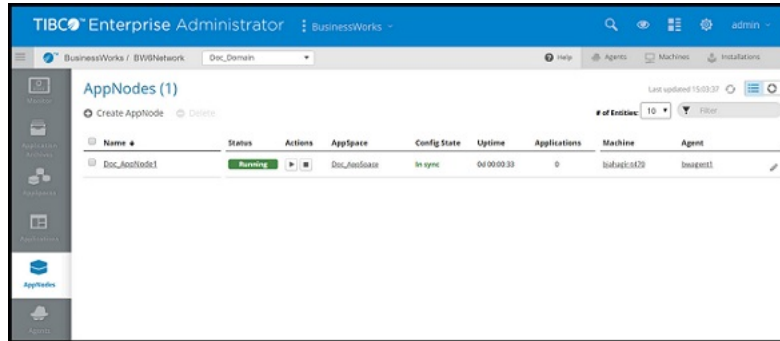 TIBCO™ Enterprise Administrator BusinessWorks admin
BusinessWorks / BW6Network Doc_Domain Help Agents Machines Installations
Monitor
AppNodes (1)
Last updated 15:03:37
Create AppNode Delete
# of Entities: 10 Filter
Application Archives
Name Status Actions AppSpace Config State Uptime Applications Machine Agent
Doc_AppNode1 Running Doc_AppSpace In sync 0d 00:00:33 0 bwagent1
AppSpaces
Applications
AppNodes
Agents